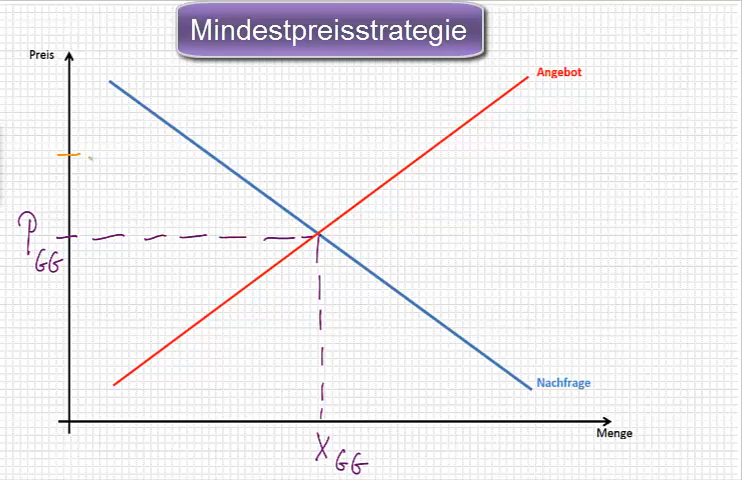 Mindestpreisstrategie
Preis
Angebot
P GG
Nachfrage
Menge
X GG